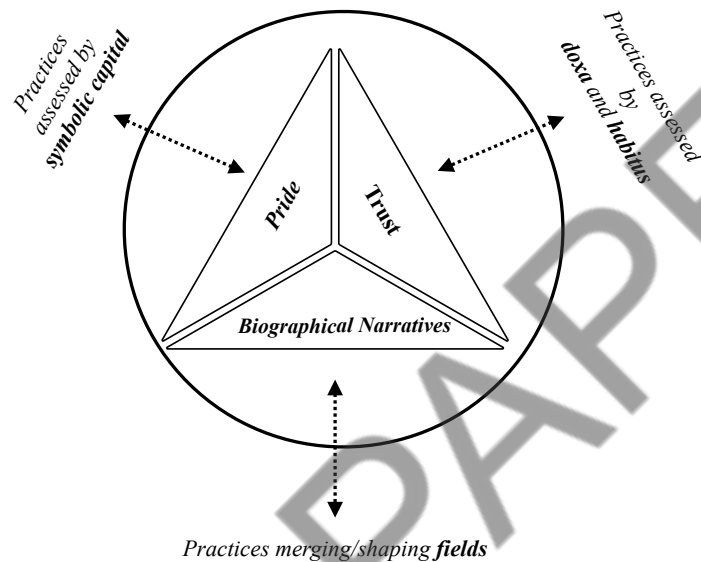 Practices
assessed by
symbolic capital
Practices assessed
by
doxa and habitus
Pride
Trust
Biographical Narratives
Practices merging/shaping fields
PAPE